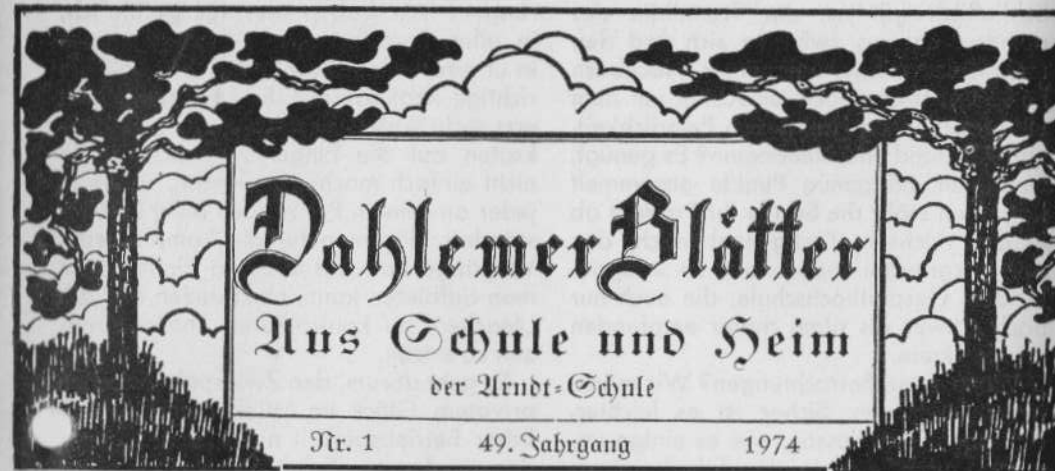 Dahlemer Blätter
Aus Schule und Heim
der Arndt-Schule
Nr. 1 49. Jahrgang 1974